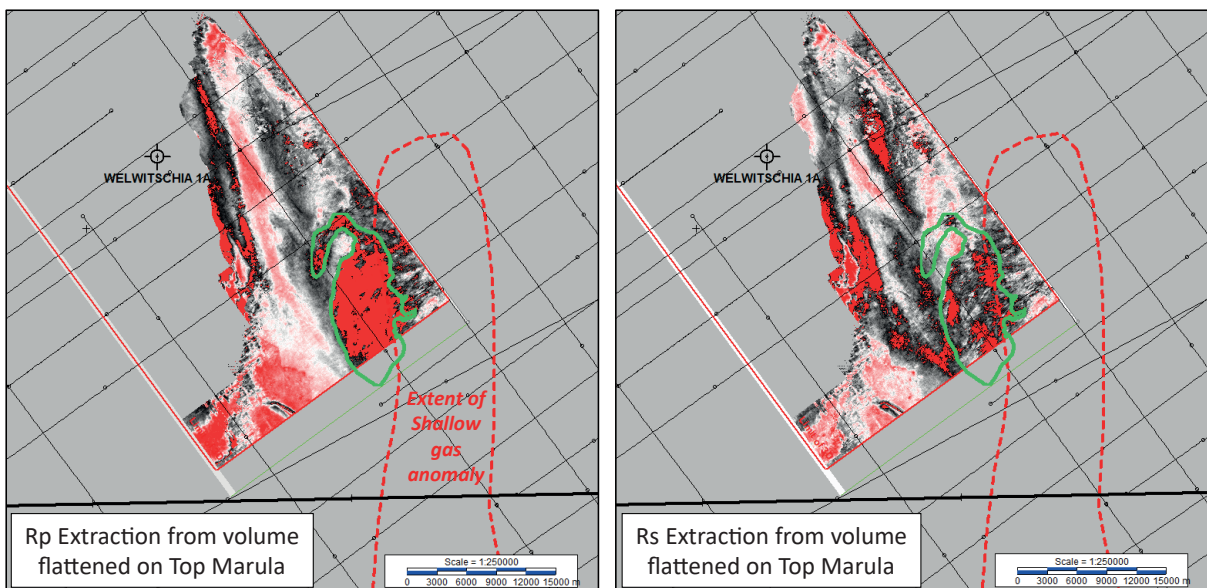 WELWITSCHIA 1A
Extent of
Shallow
gas
anomaly
Rp Extraction from volume
flattened on Top Marula
Scale = 1:250000
0 3000 6000 9000 12000 15000 m
WELWITSCHIA 1A
Rs Extraction from volume
flattened on Top Marula
Scale = 1:250000
0 3000 6000 9000 12000 15000 m